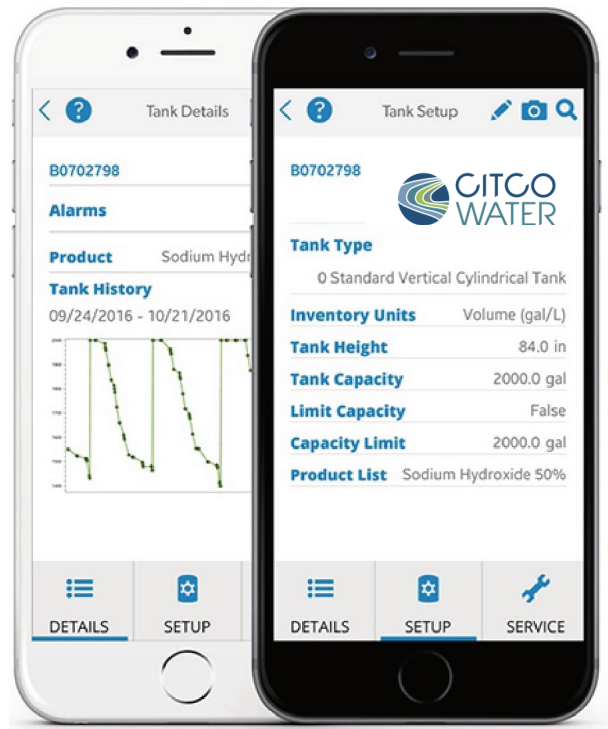 Tank Details
B0702798
Alarms
Product Sodium Hydr
Tank History
09/24/2016 - 10/21/2016
DETAILS
SETUP
Tank Setup
B0702798
CITCO
WATER
Tank Type
0 Standard Vertical Cylindrical Tank
Inventory Units Volume (gal/L)
Tank Height 84.0 in
Tank Capacity 2000.0 gal
Limit Capacity False
Capacity Limit 2000.0 gal
Product List Sodium Hydroxide 50%
DETAILS
SETUP
SERVICE